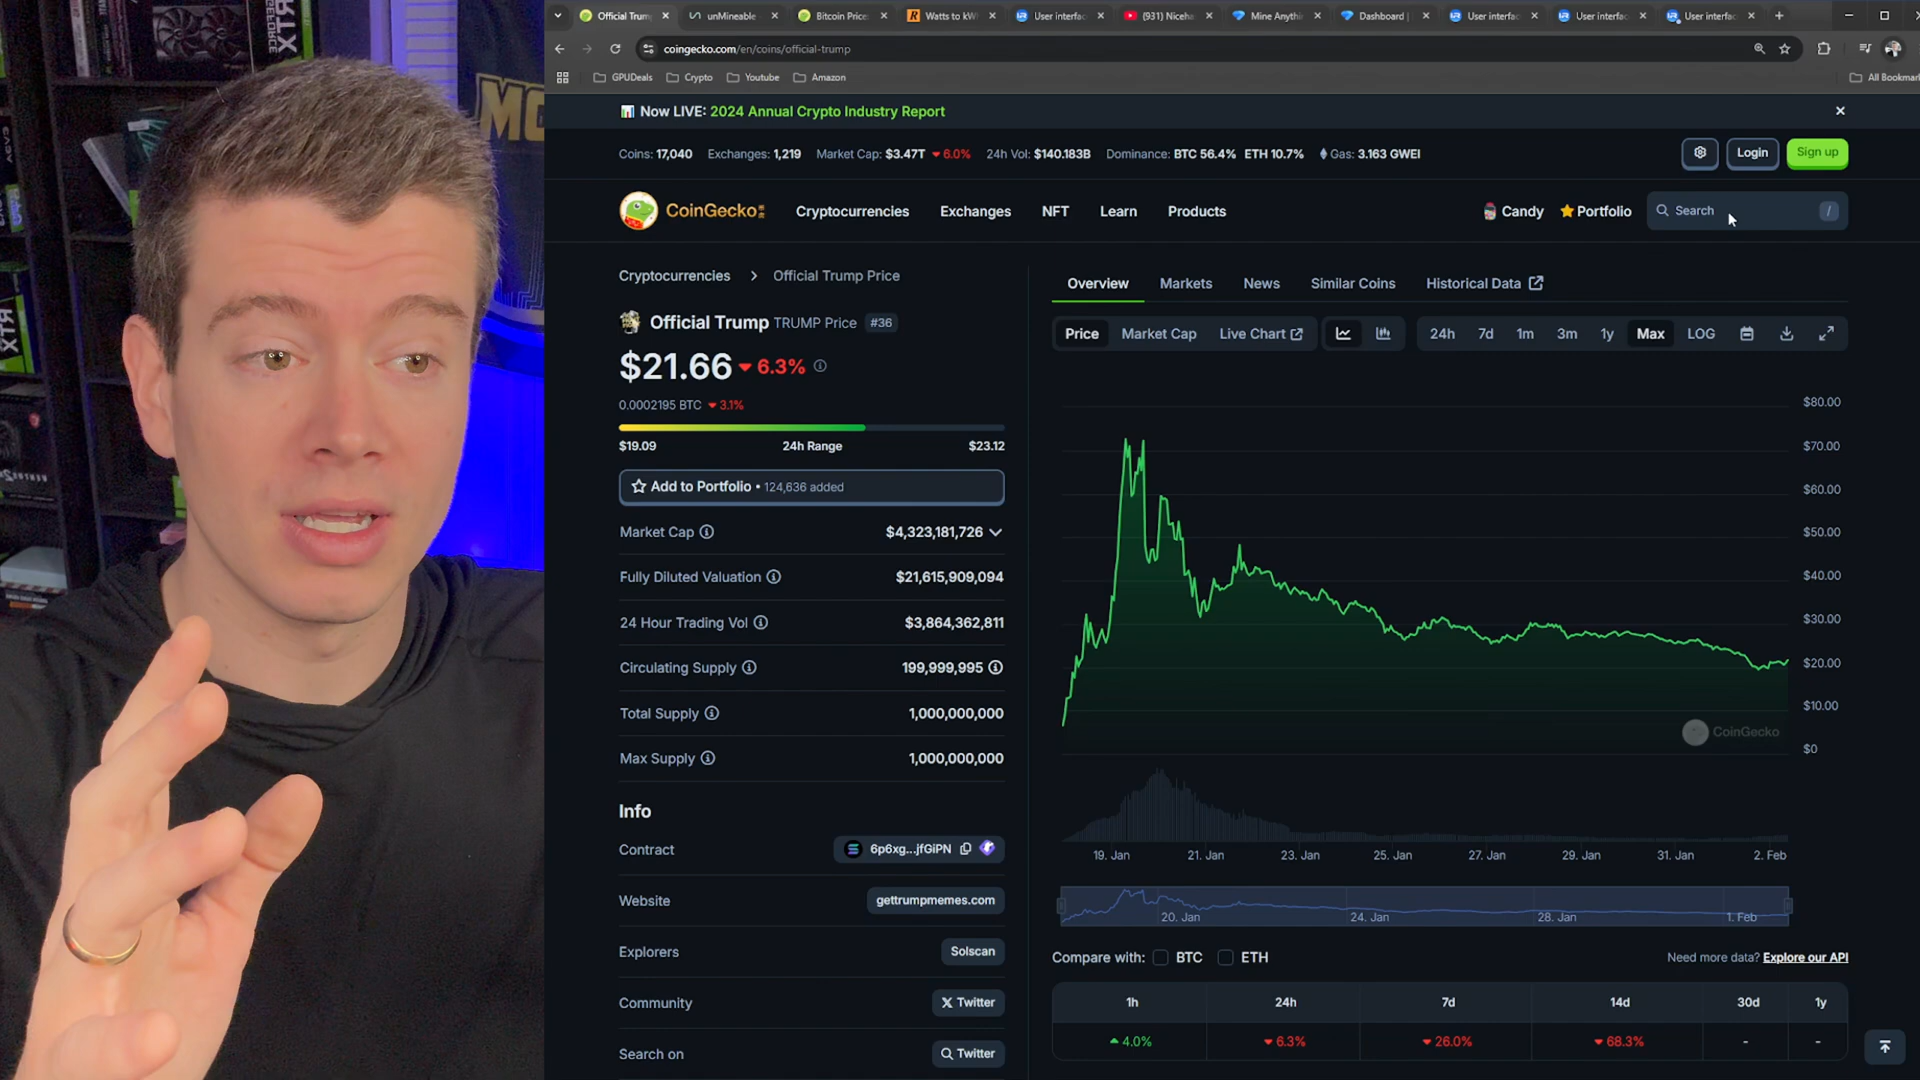 Official Trum
unMineable
Bitcoin Price
Watts to kW
User interfac
(931) Niceha
Mine Anythi
Dashboard |
User interfac
User interfac
User interfac
coingecko.com/en/coins/official-trump
GPUDeals
Crypto
Youtube
Amazon
All Bookmar
Now LIVE: 2024 Annual Crypto Industry Report
Coins: 17,040 Exchanges: 1,219 Market Cap: $3.47T 6.0% 24h Vol: $140.183B Dominance: BTC 56.4% ETH 10.7% Gas: 3.163 GWEI
Login
Sign up
CoinGecko
Cryptocurrencies
Exchanges
NFT
Learn
Products
Candy
Portfolio
Search
/
Cryptocurrencies > Official Trump Price
Official Trump TRUMP Price #36
$21.66 6.3%
0.0002195 BTC 3.1%
$19.09 24h Range $23.12
Add to Portfolio • 124,636 added
Market Cap $4,323,181,726
Fully Diluted Valuation $21,615,909,094
24 Hour Trading Vol $3,864,362,811
Circulating Supply 199,999,995
Total Supply 1,000,000,000
Max Supply 1,000,000,000
Info
Contract 6p6xg...jfGiPN
Website gettrumpmemes.com
Explorers Solscan
Community X Twitter
Search on Twitter
Overview Markets News Similar Coins Historical Data
Price Market Cap Live Chart 24h 7d 1m 3m 1y Max LOG
$80.00
$70.00
$60.00
$50.00
$40.00
$30.00
$20.00
$10.00
$0
CoinGecko
19. Jan 21. Jan 23. Jan 25. Jan 27. Jan 29. Jan 31. Jan 2. Feb
20. Jan 24. Jan 28. Jan 1. Feb
Compare with: BTC ETH
Need more data? Explore our API
1h 24h 7d 14d 30d 1y
4.0% 6.3% 26.0% 68.3% - -
RTX
RTX